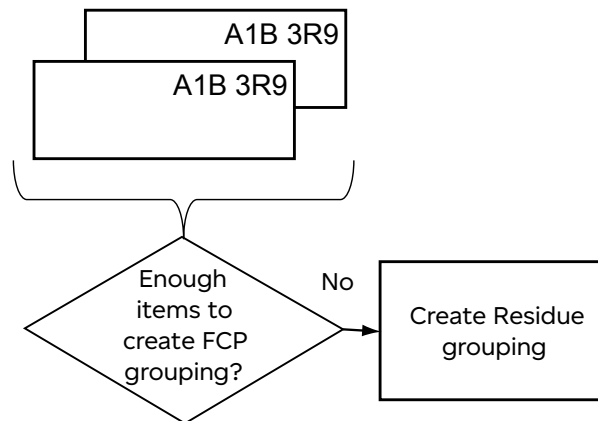 A1B 3R9
A1B 3R9
Enough
items to
create FCP
grouping?
No
Create Residue
grouping